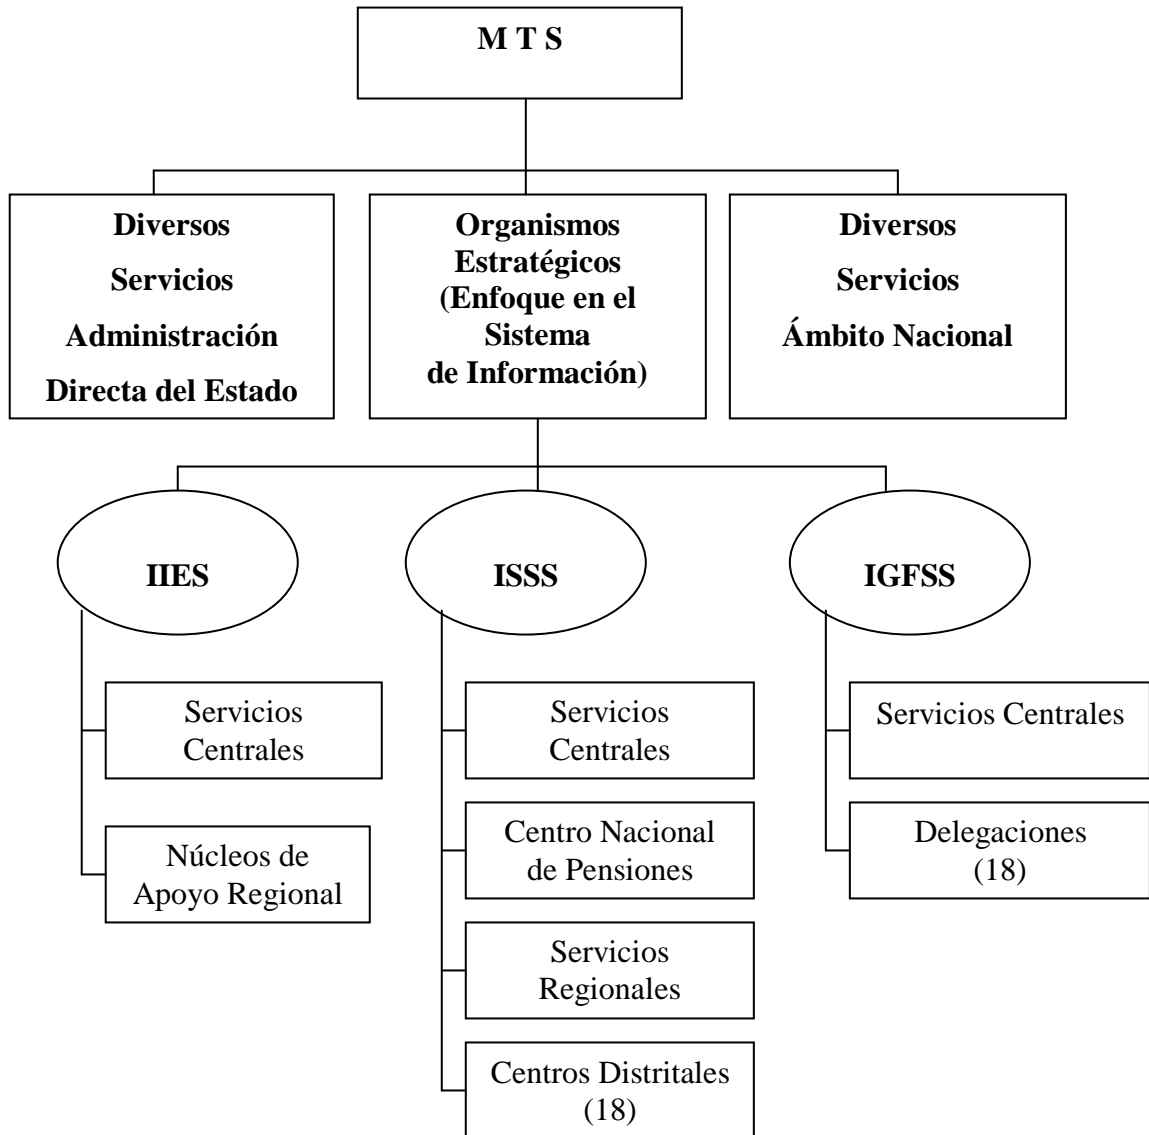 M T S
Diversos
Servicios
Administración
Directa del Estado
Organismos
Estratégicos
(Enfoque en el
Sistema
de Información)
Diversos
Servicios
Ámbito Nacional
IIES
ISSS
IGFSS
Servicios
Centrales
Núcleos de
Apoyo Regional
Servicios
Centrales
Centro Nacional
de Pensiones
Servicios
Regionales
Centros Distritales
(18)
Servicios Centrales
Delegaciones
(18)